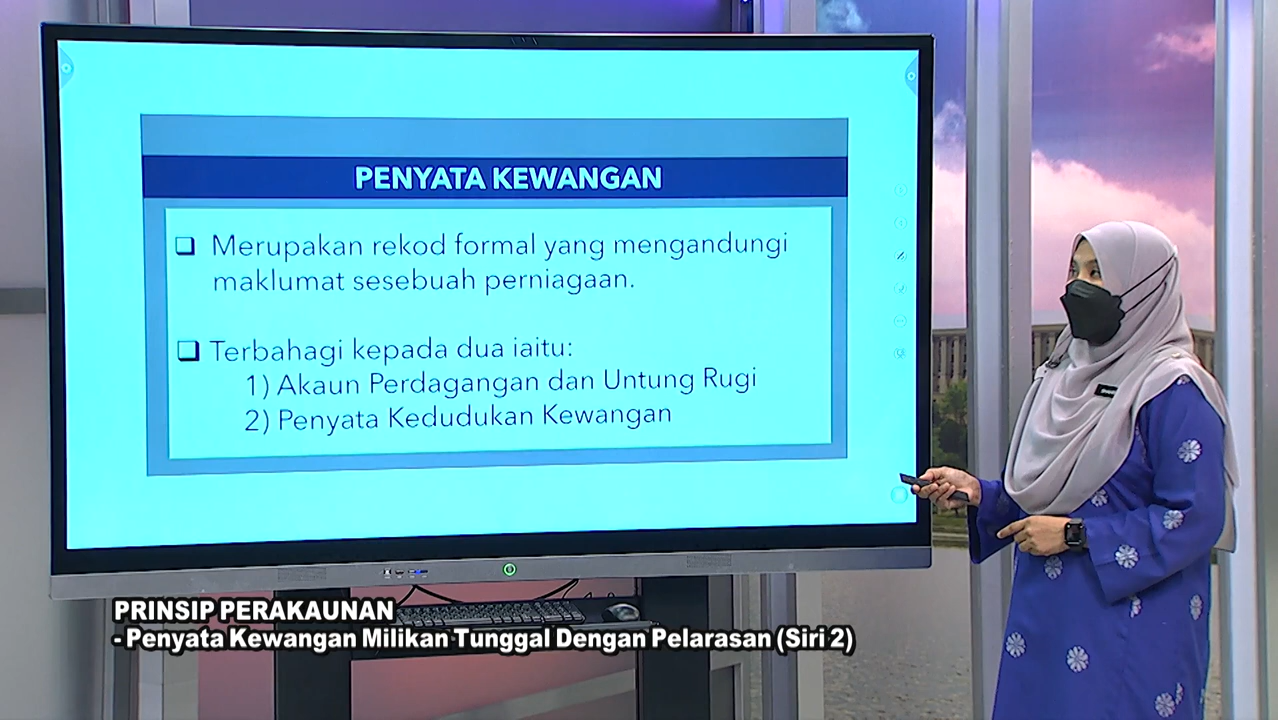 PENYATA KEWANGAN
Merupakan rekod formal yang mengandungi
maklumat sesebuah perniagaan.
Terbahagi kepada dua iaitu:
1) Akaun Perdagangan dan Untung Rugi
2) Penyata Kedudukan Kewangan
PRINSIP PERAKAUNAN
- Penyata Kewangan Milikan Tunggal Dengan Pelarasan (Siri 2)